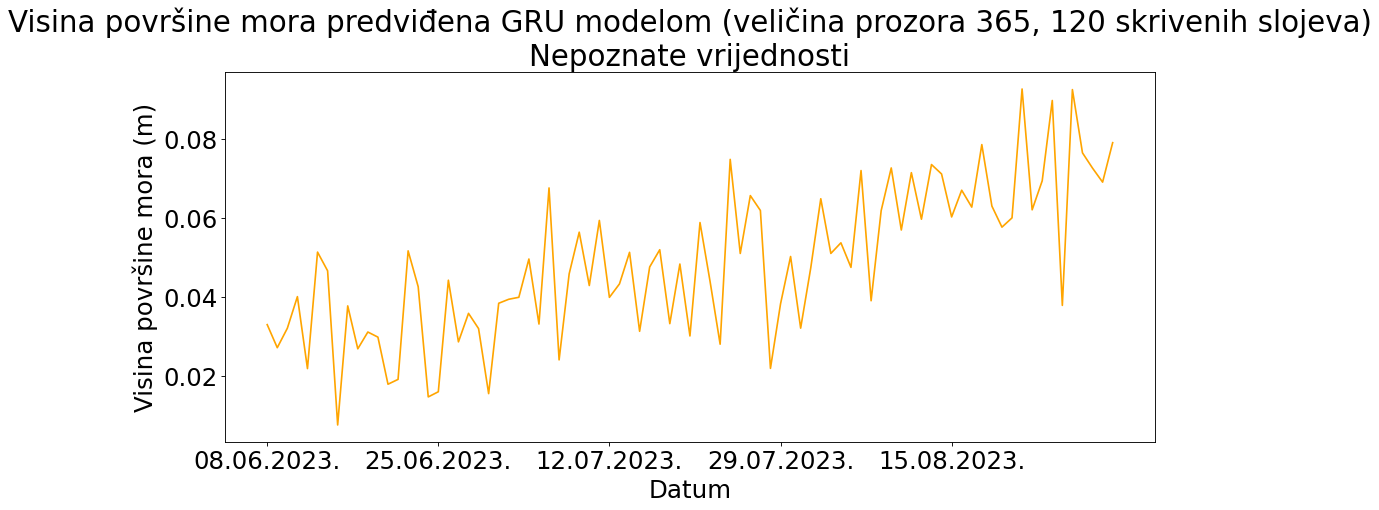 Visina površine mora predviđena GRU modelom (veličina prozora 365, 120 skrivenih slojeva)
Nepoznate vrijednosti
Visina površine mora (m)
0.08
0.06
0.04
0.02
08.06.2023. 25.06.2023. 12.07.2023. 29.07.2023. 15.08.2023.
Datum